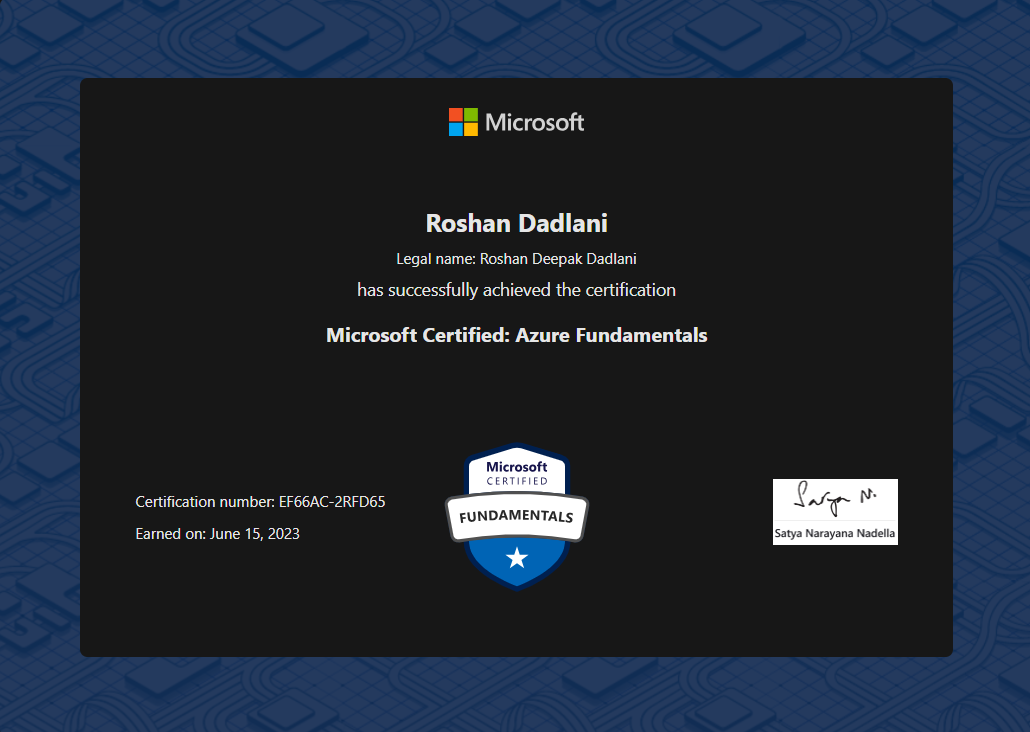 Microsoft
Roshan Dadlani
Legal name: Roshan Deepak Dadlani
has successfully achieved the certification
Microsoft Certified: Azure Fundamentals
Microsoft
CERTIFIED
FUNDAMENTALS
Certification number: EF66AC-2RFD65
Earned on: June 15, 2023
Satya N.
Satya Narayana Nadella